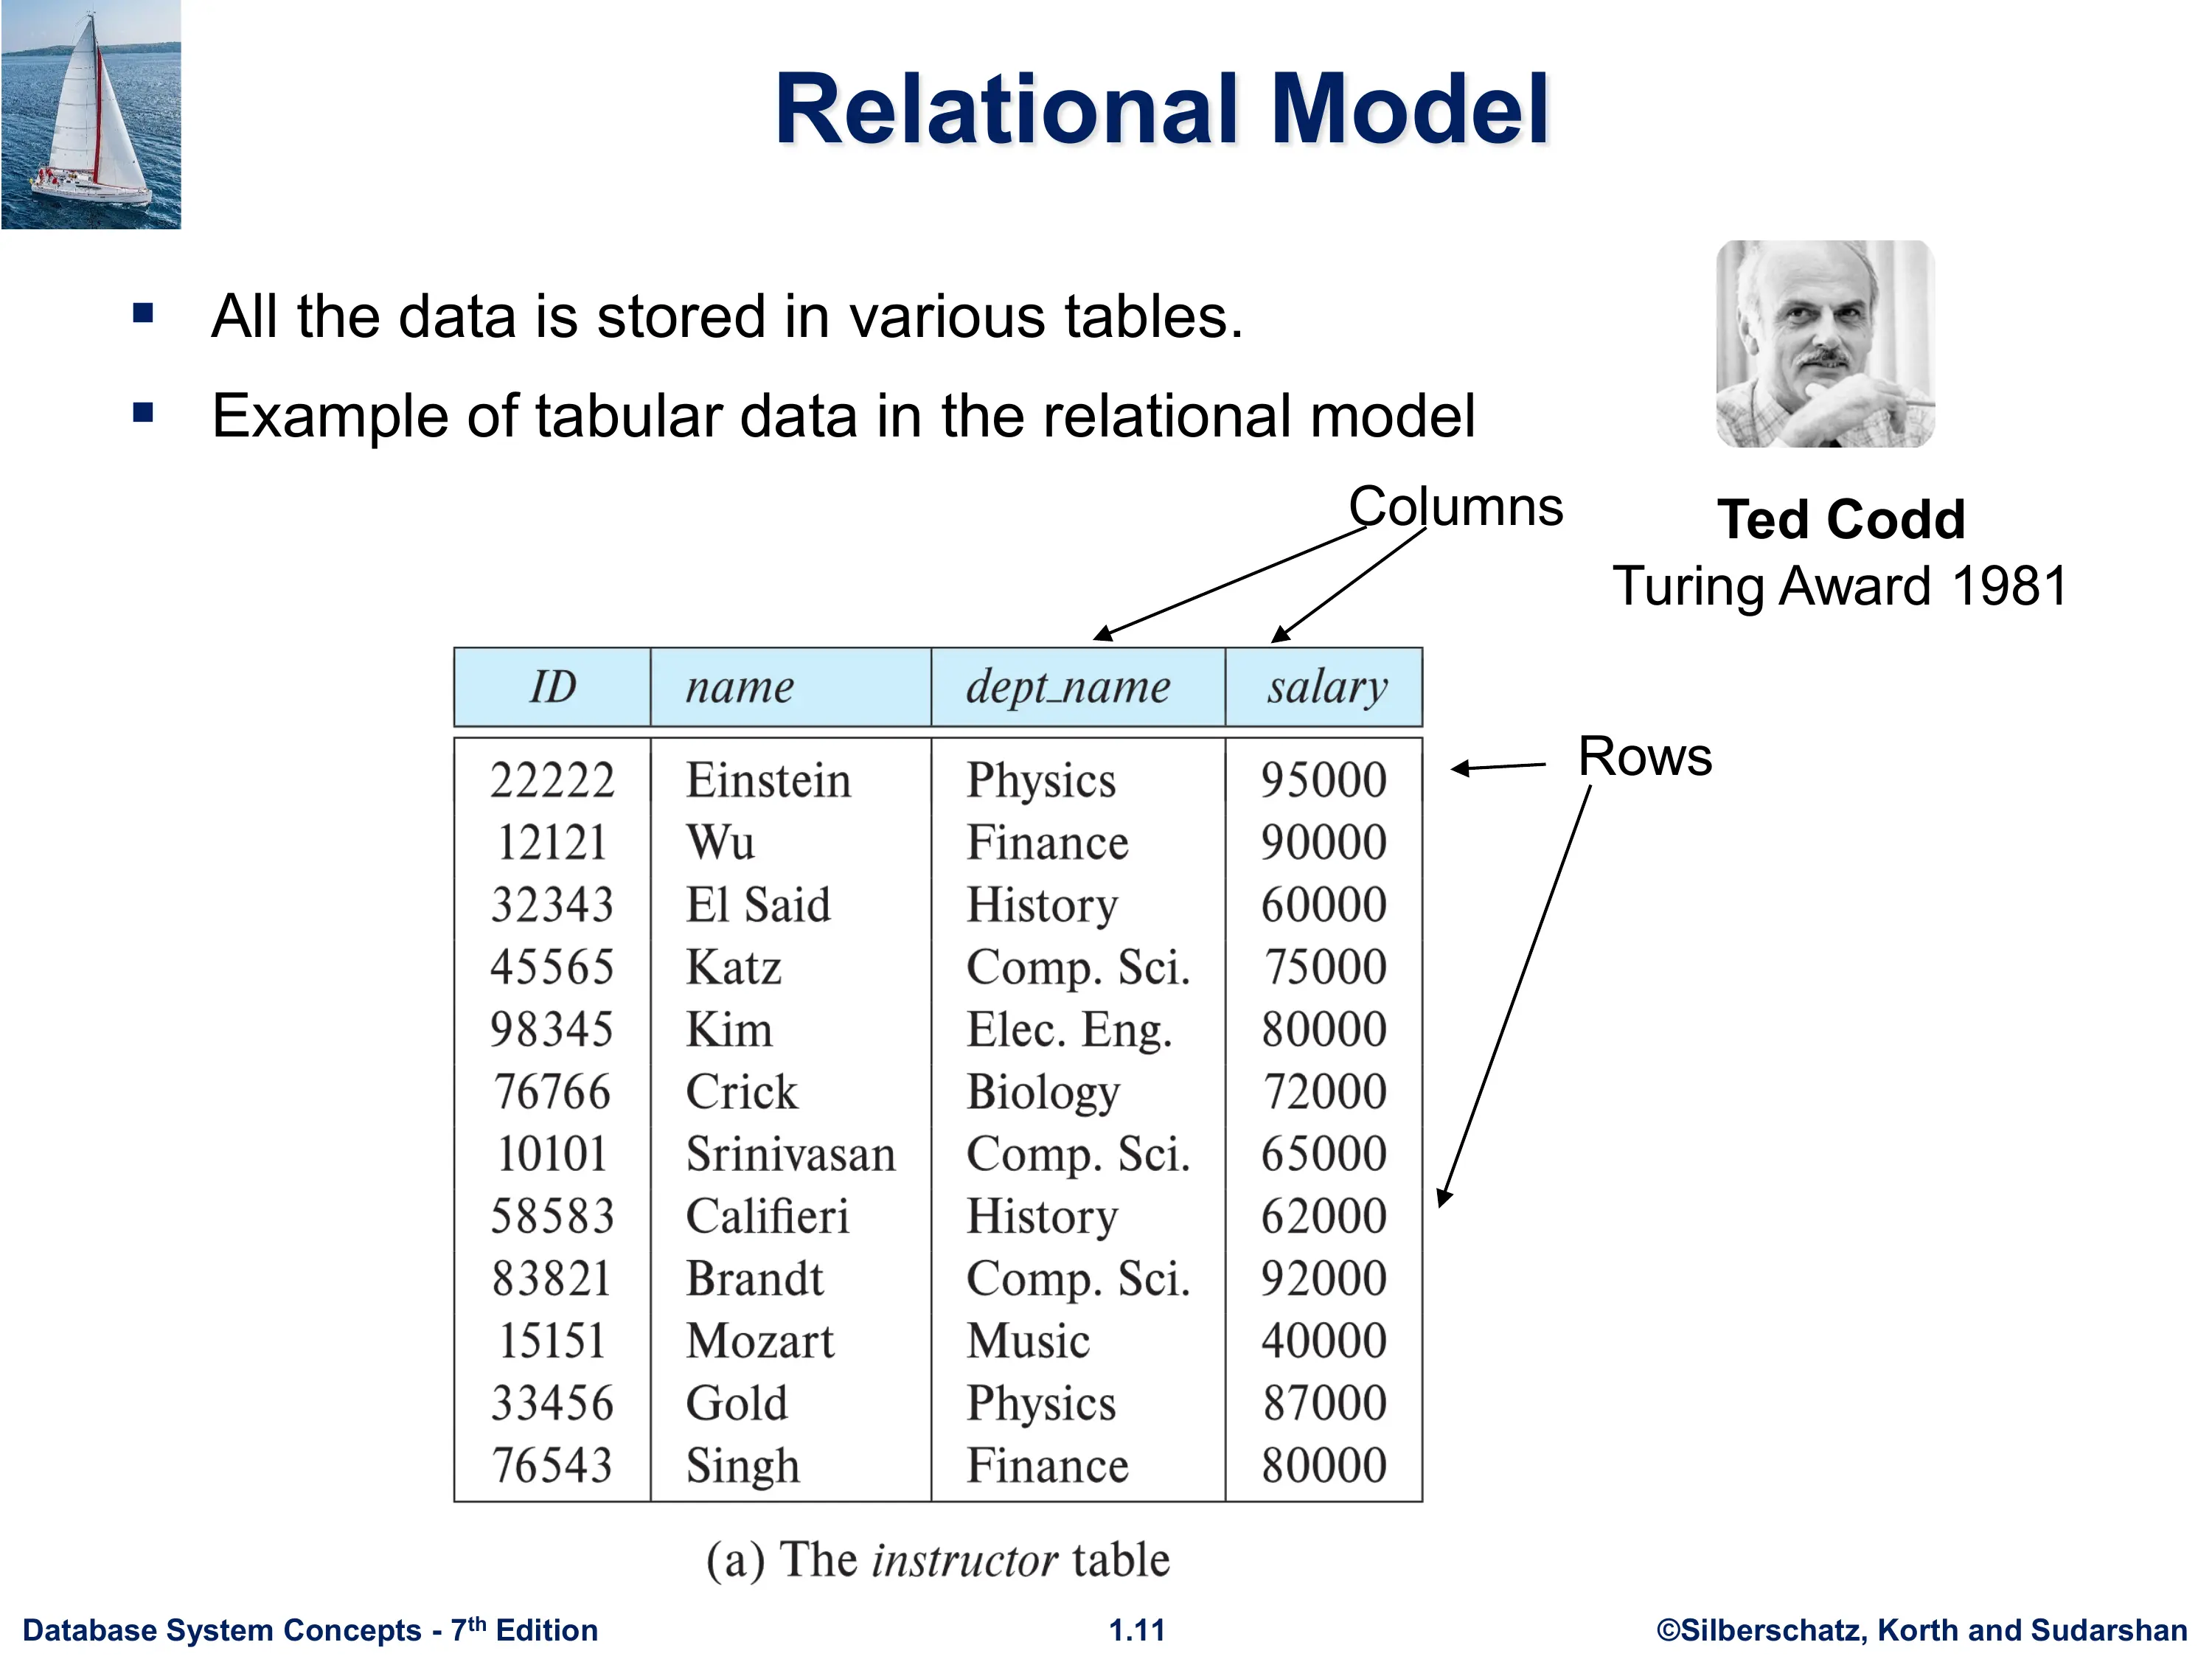 Relational Model
▪ All the data is stored in various tables.
▪ Example of tabular data in the relational model
Columns
Ted Codd
Turing Award 1981
ID name dept_name salary
Rows
22222 Einstein Physics 95000
12121 Wu Finance 90000
32343 El Said History 60000
45565 Katz Comp. Sci. 75000
98345 Kim Elec. Eng. 80000
76766 Crick Biology 72000
10101 Srinivasan Comp. Sci. 65000
58583 Califieri History 62000
83821 Brandt Comp. Sci. 92000
15151 Mozart Music 40000
33456 Gold Physics 87000
76543 Singh Finance 80000
(a) The instructor table
Database System Concepts - 7th Edition 1.11 ©Silberschatz, Korth and Sudarshan